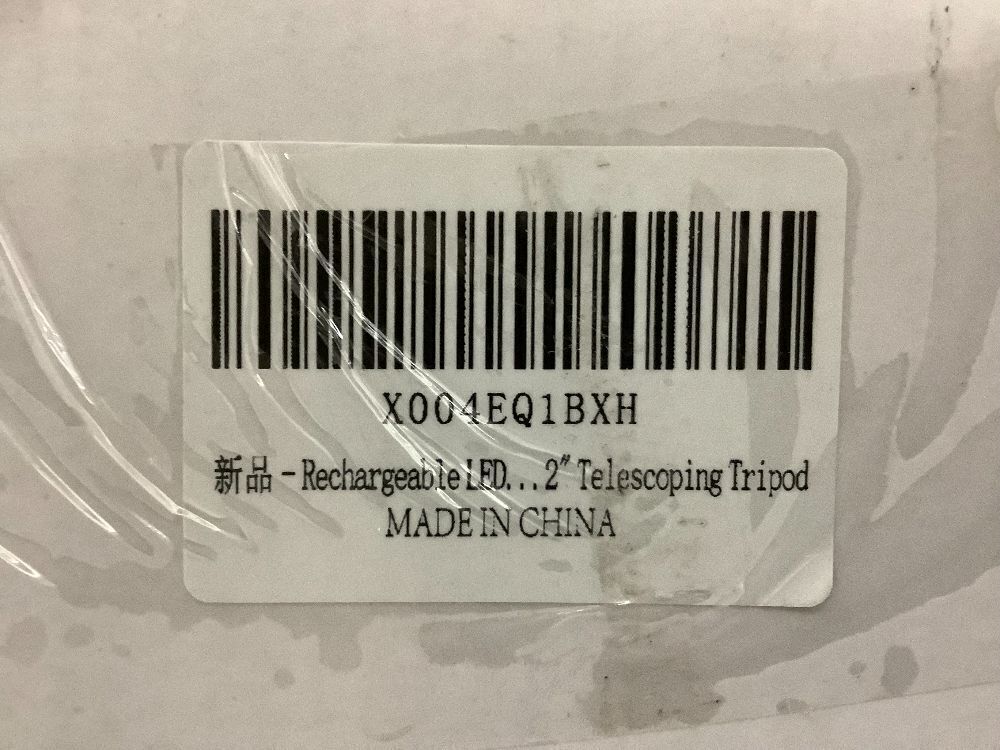 X004EQ1BXH
新品 - Rechargeable LED...2" Telescoping Tripod
MADE IN CHINA